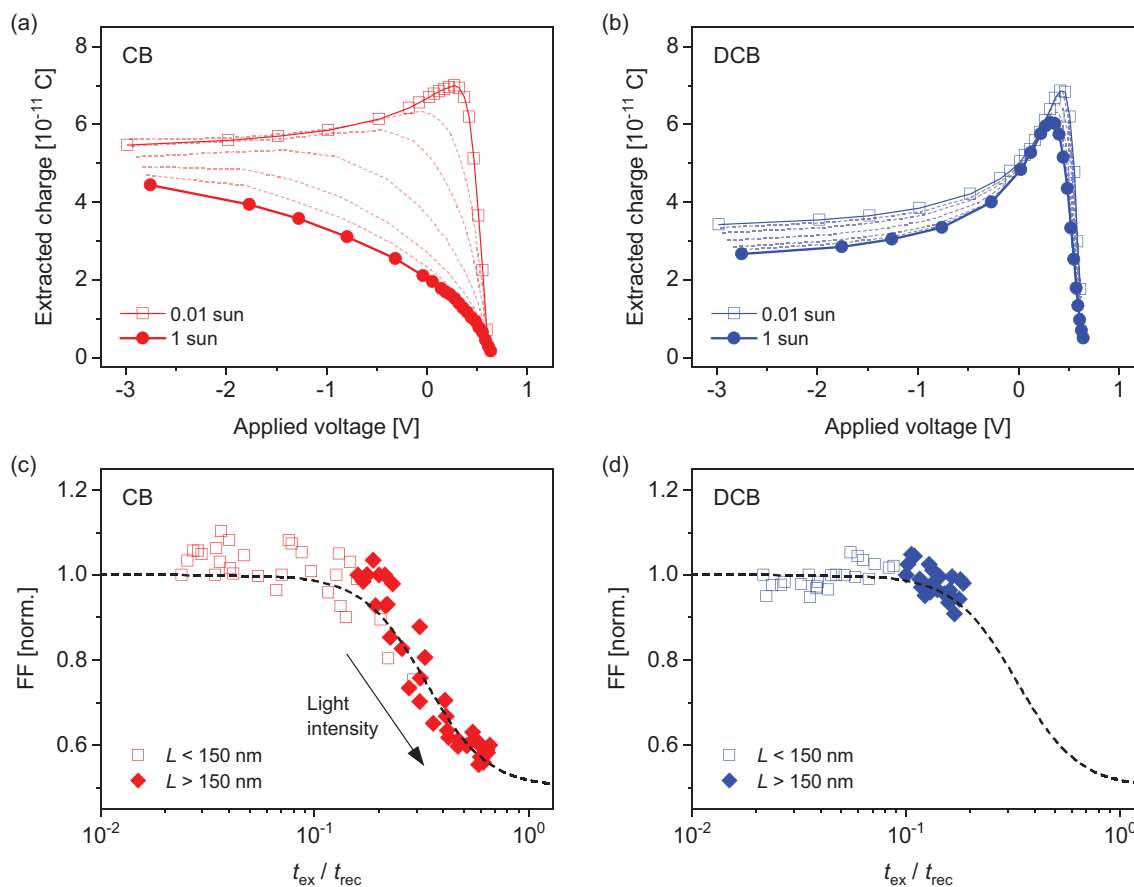 (a)
CB
Extracted charge [10⁻¹¹ C]
8
6
4
2
0
0.01 sun
1 sun
-3 -2 -1 0 1
Applied voltage [V]
(b)
DCB
Extracted charge [10⁻¹¹ C]
8
6
4
2
0
0.01 sun
1 sun
-3 -2 -1 0 1
Applied voltage [V]
(c)
CB
FF [norm.]
1.2
1.0
0.8
0.6
Light
intensity
L < 150 nm
L > 150 nm
10⁻² 10⁻¹ 10⁰
t_ex / t_rec
(d)
DCB
FF [norm.]
1.2
1.0
0.8
0.6
L < 150 nm
L > 150 nm
10⁻² 10⁻¹ 10⁰
t_ex / t_rec